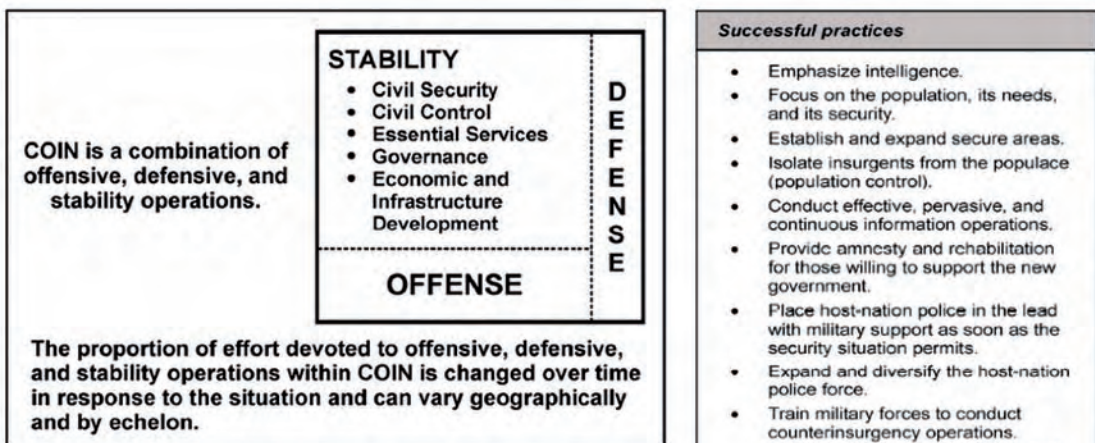 COIN is a combination of
offensive, defensive, and
stability operations.
STABILITY
• Civil Security
• Civil Control
• Essential Services
• Governance
• Economic and
Infrastructure
Development
OFFENSE
DEFENSE
The proportion of effort devoted to offensive, defensive,
and stability operations within COIN is changed over time
in response to the situation and can vary geographically
and by echelon.
Successful practices
• Emphasize intelligence.
• Focus on the population, its needs,
and its security.
• Establish and expand secure areas.
• Isolate insurgents from the populace
(population control).
• Conduct effective, pervasive, and
continuous information operations.
• Provide amnesty and rehabilitation
for those willing to support the new
government.
• Place host-nation police in the lead
with military support as soon as the
security situation permits.
• Expand and diversify the host-nation
police force.
• Train military forces to conduct
counterinsurgency operations.